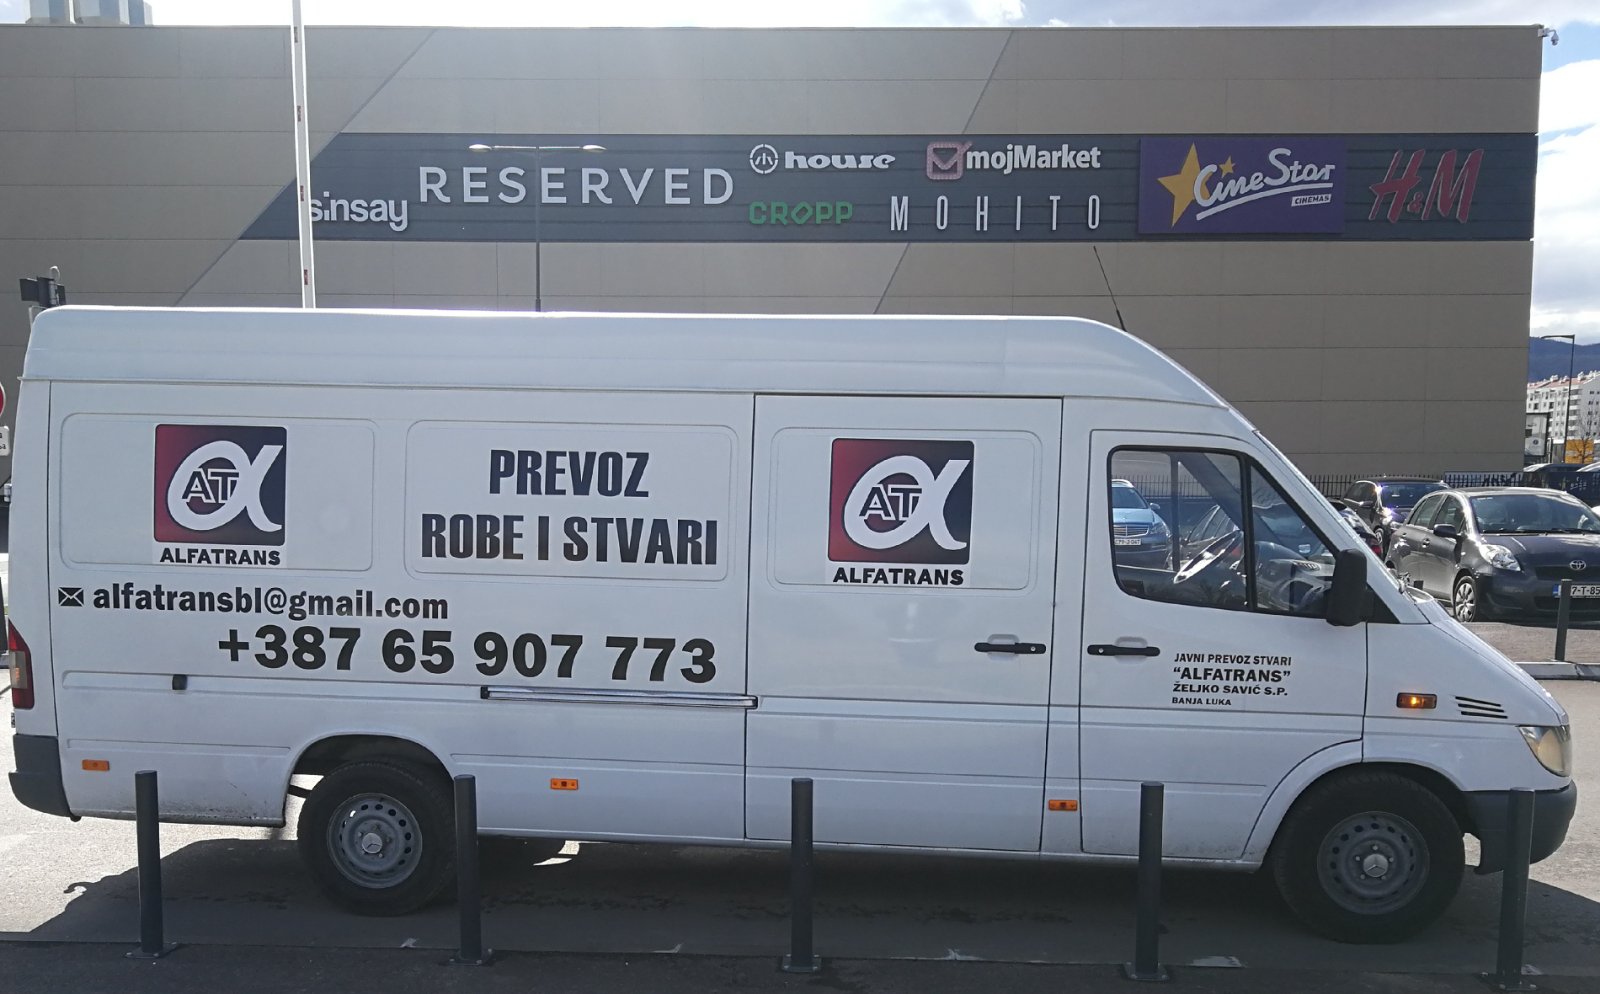 sinsay
RESERVED
house
CROPP
mojMarket
MOHITO
CineStar
CINEMAS
H&M
AT
ALFATRANS
PREVOZ
ROBE I STVARI
AT
ALFATRANS
alfatransbl@gmail.com
+387 65 907 773
JAVNI PREVOZ STVARI
“ALFATRANS”
ŽELJKO SAVIĆ S.P.
BANJA LUKA